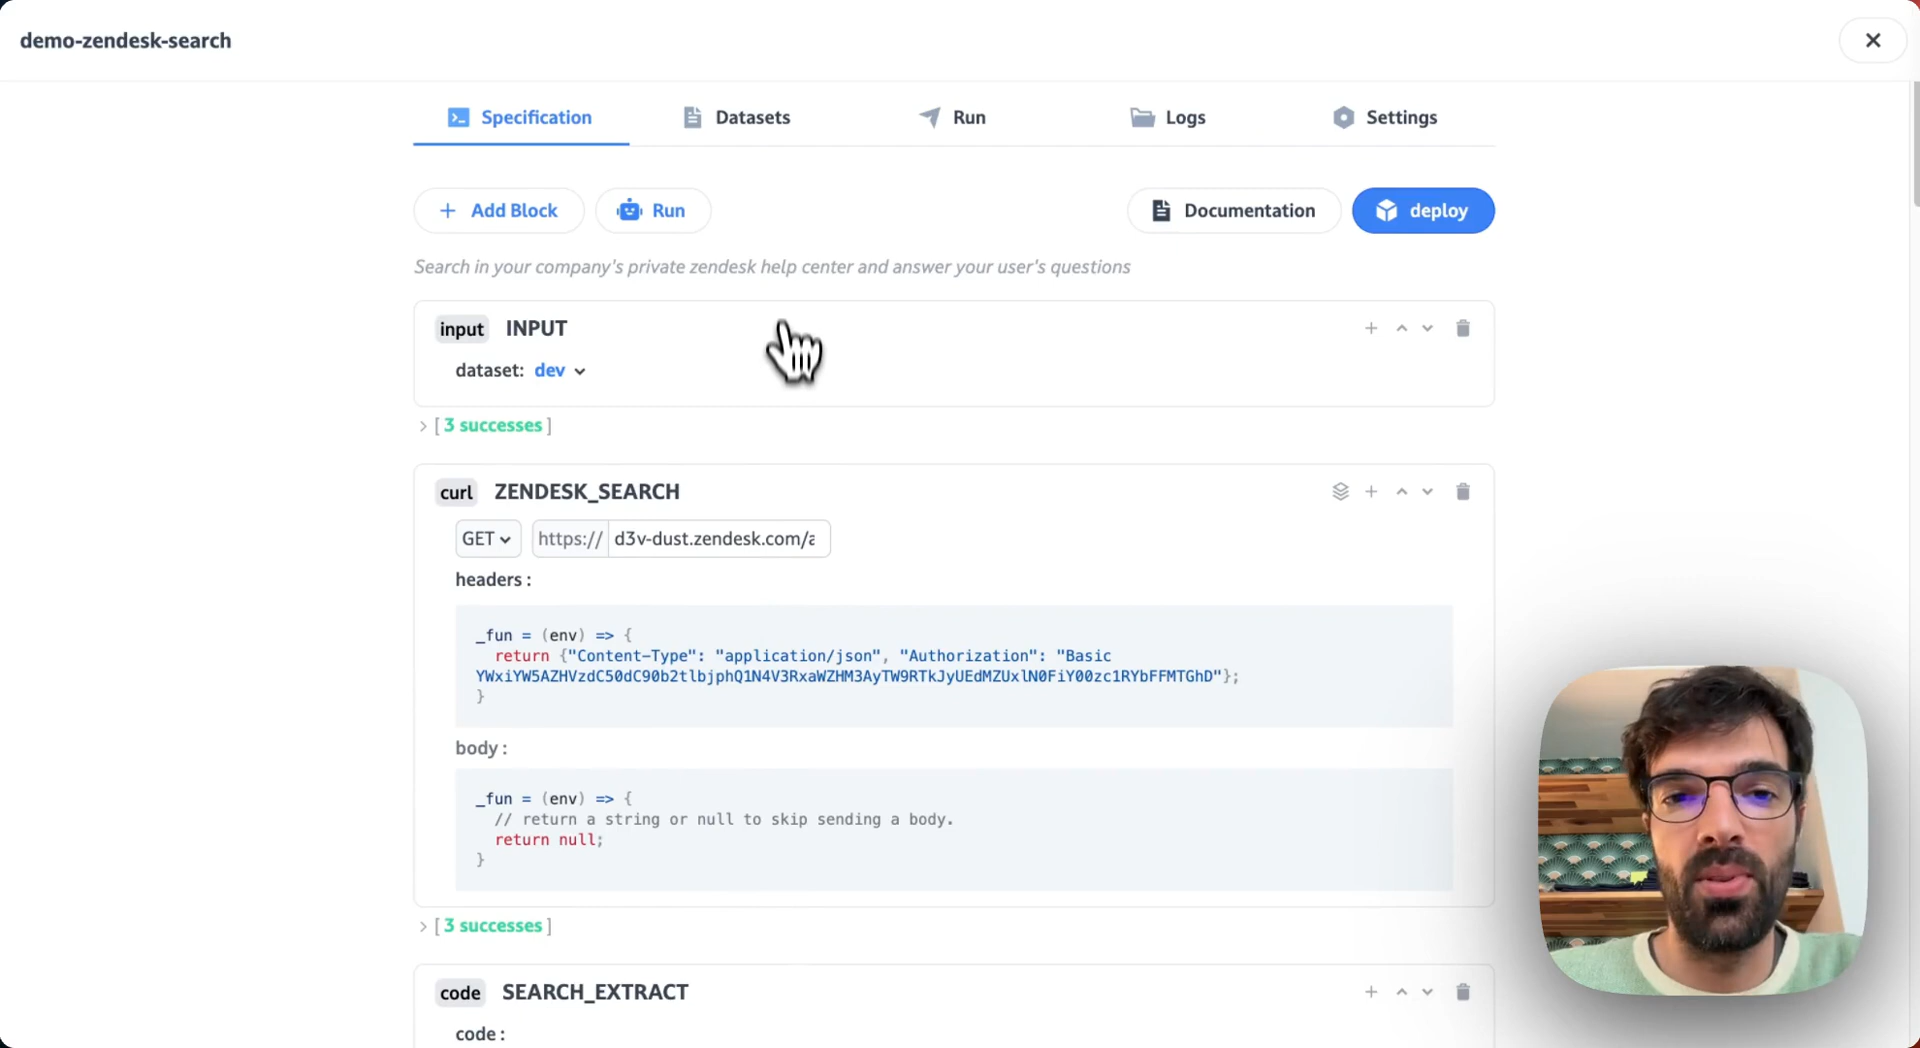 demo-zendesk-search
Specification
Datasets
Run
Logs
Settings
Add Block
Run
Documentation
deploy
Search in your company's private zendesk help center and answer your user's questions
input INPUT
dataset: dev
[ 3 successes ]
curl ZENDESK_SEARCH
GET https:// d3v-dust.zendesk.com/a
headers :
_fun = (env) => {
return {"Content-Type": "application/json", "Authorization": "Basic
YWxiYW5AZHVzdC50dC90b2tlbjphQ1N4V3RxaWZHM3AyTW9RTkJyUEdMZUxlN0FiY00zc1RYbFFMTGhD"};
}
body :
_fun = (env) => {
// return a string or null to skip sending a body.
return null;
}
[ 3 successes ]
code SEARCH_EXTRACT
code :